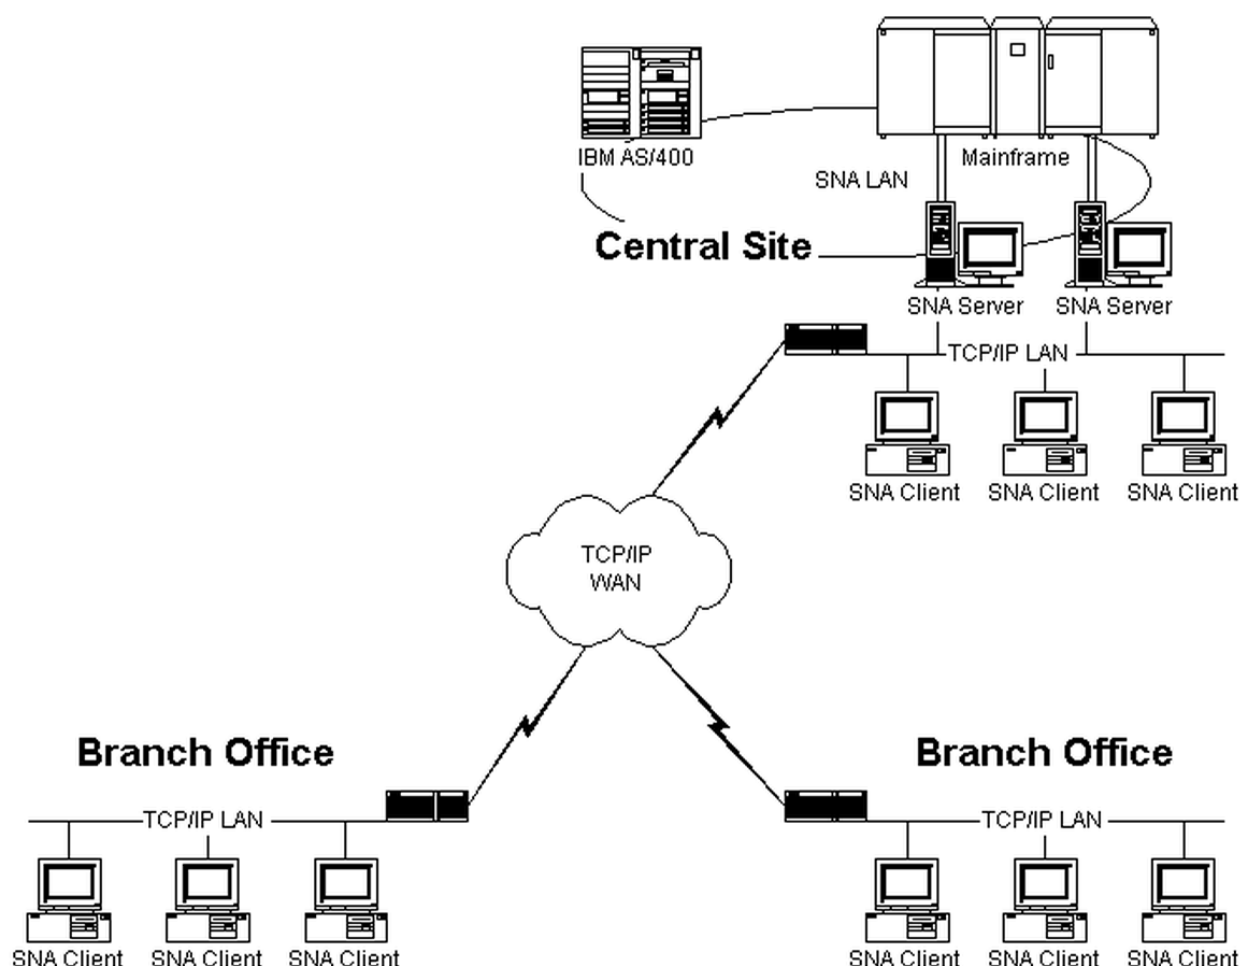 IBM AS/400
Mainframe
SNA LAN
Central Site
SNA Server
SNA Server
TCP/IP LAN
SNA Client
SNA Client
SNA Client
TCP/IP
WAN
Branch Office
Branch Office
TCP/IP LAN
TCP/IP LAN
SNA Client
SNA Client
SNA Client
SNA Client
SNA Client
SNA Client